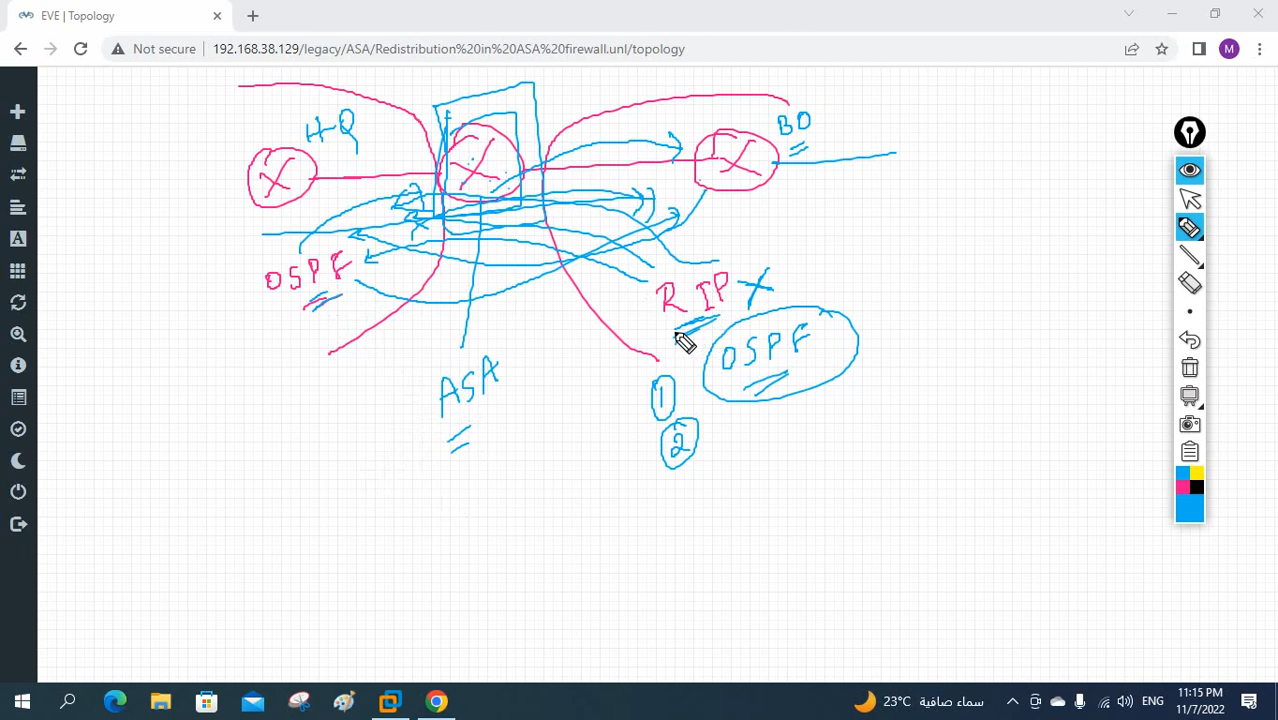 EVE | Topology
Not secure
192.168.38.129/legacy/ASA/Redistribution%20in%20ASA%20firewall.unl/topology
M
H-Q
BO
OSPF
RIP
OSPF
ASA
1
2
A
23°C سماء صافية
ENG
11:15 PM
11/7/2022